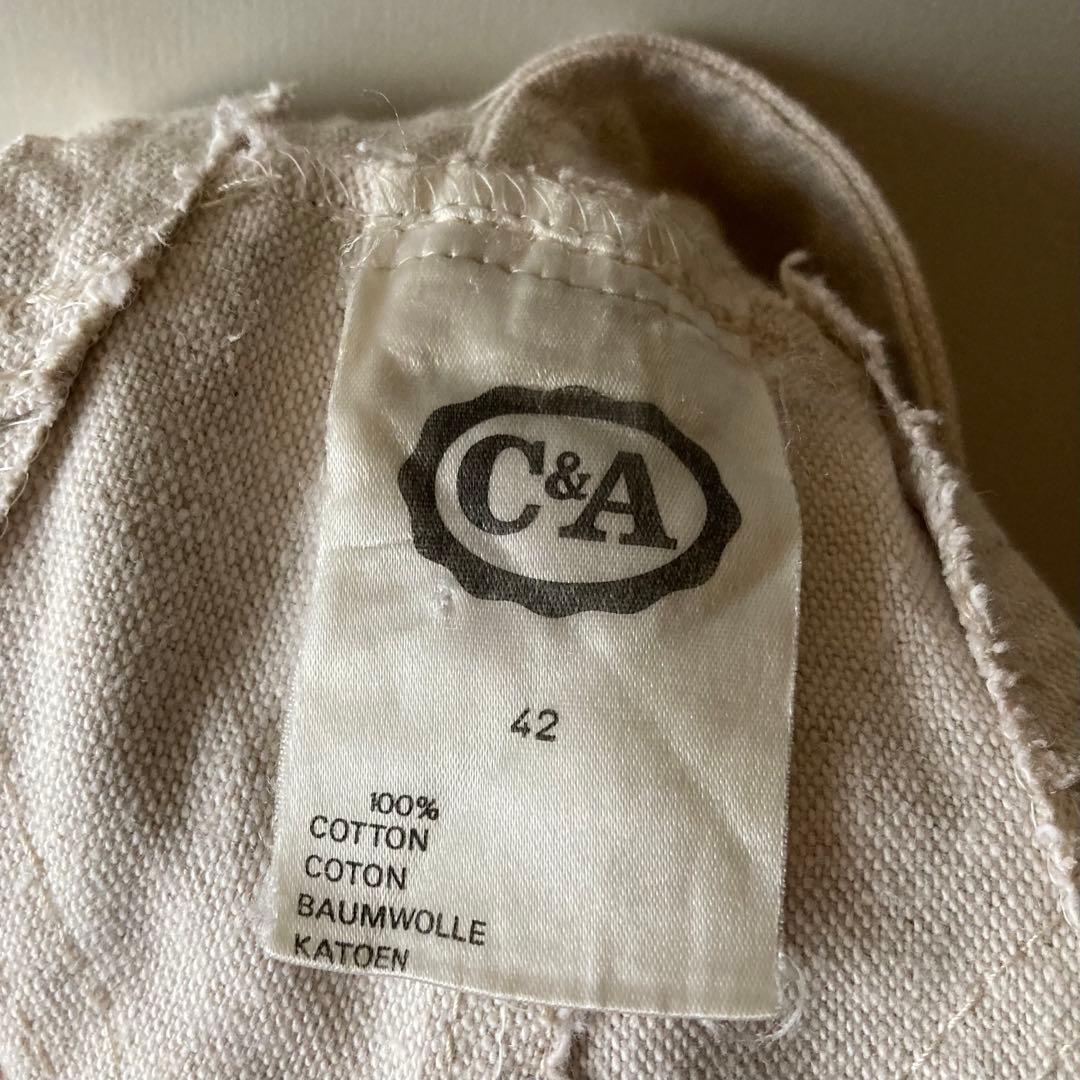 C&A
42
100%
COTTON
COTON
BAUMWOLLE
KATOEN